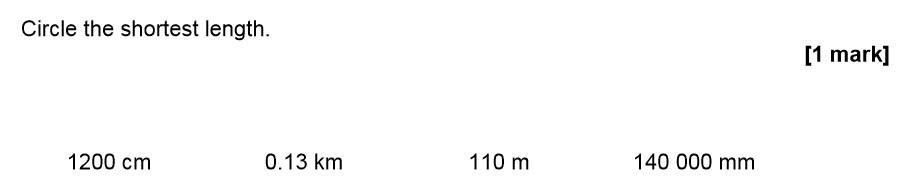 Circle the shortest length.
[1 mark]
1200 cm 0.13 km 110 m 140 000 mm